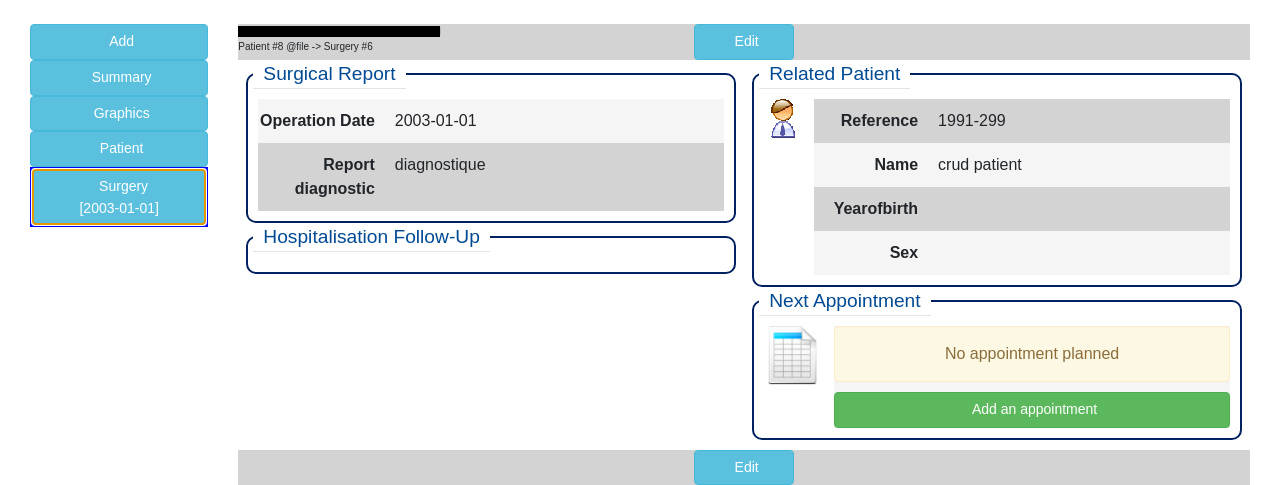 Add
Summary
Graphics
Patient
Surgery
[2003-01-01]
Patient #8 @file -> Surgery #6
Edit
Surgical Report
Operation Date 2003-01-01
Report diagnostic diagnostique
Hospitalisation Follow-Up
Related Patient
Reference 1991-299
Name crud patient
Yearofbirth
Sex
Next Appointment
No appointment planned
Add an appointment
Edit